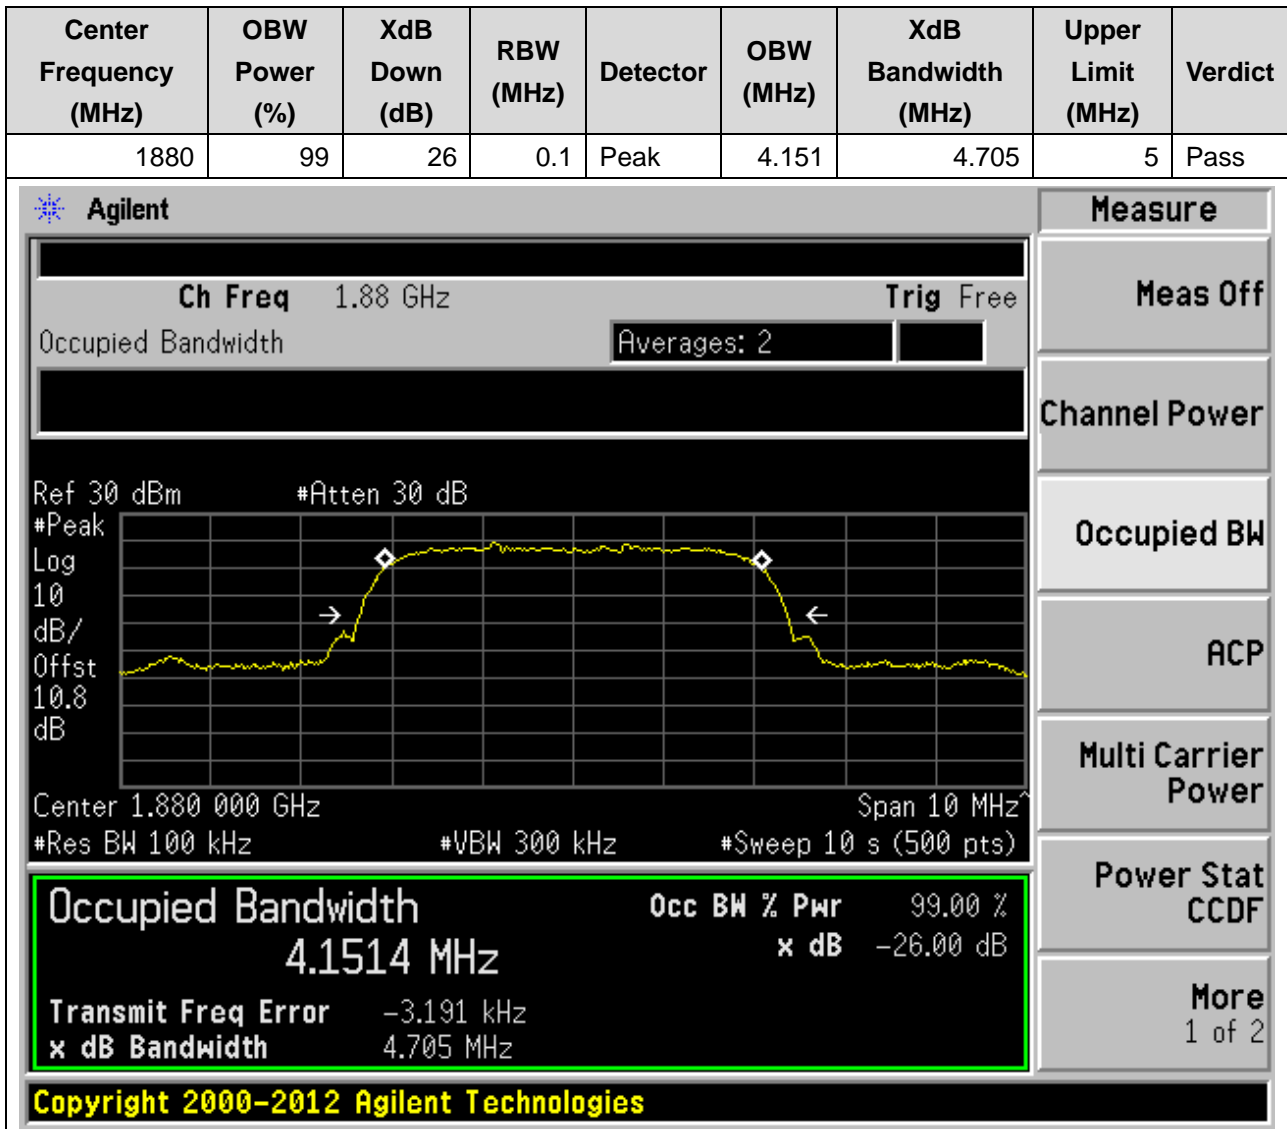 Center Frequency (MHz) OBW Power (%) XdB Down (dB) RBW (MHz) Detector OBW (MHz) XdB Bandwidth (MHz) Upper Limit (MHz) Verdict
1880 99 26 0.1 Peak 4.151 4.705 5 Pass
Agilent
Measure
Ch Freq 1.88 GHz Trig Free
Meas Off
Occupied Bandwidth Averages: 2
Channel Power
Ref 30 dBm #Atten 30 dB
#Peak
Log
10
dB/
Offst
10.8
dB
Occupied BW
ACP
Multi Carrier
Power
Center 1.880 000 GHz Span 10 MHz^
#Res BW 100 kHz #VBW 300 kHz #Sweep 10 s (500 pts)
Power Stat
CCDF
Occupied Bandwidth Occ BW % Pwr 99.00 %
4.1514 MHz x dB -26.00 dB
Transmit Freq Error -3.191 kHz
x dB Bandwidth 4.705 MHz
More
1 of 2
Copyright 2000-2012 Agilent Technologies